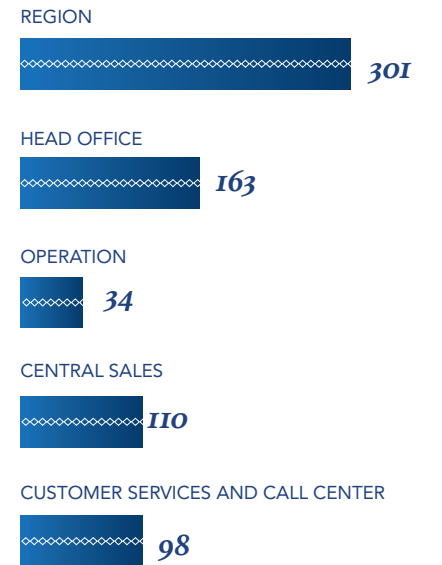 REGION
301
HEAD OFFICE
163
OPERATION
34
CENTRAL SALES
110
CUSTOMER SERVICES AND CALL CENTER
98